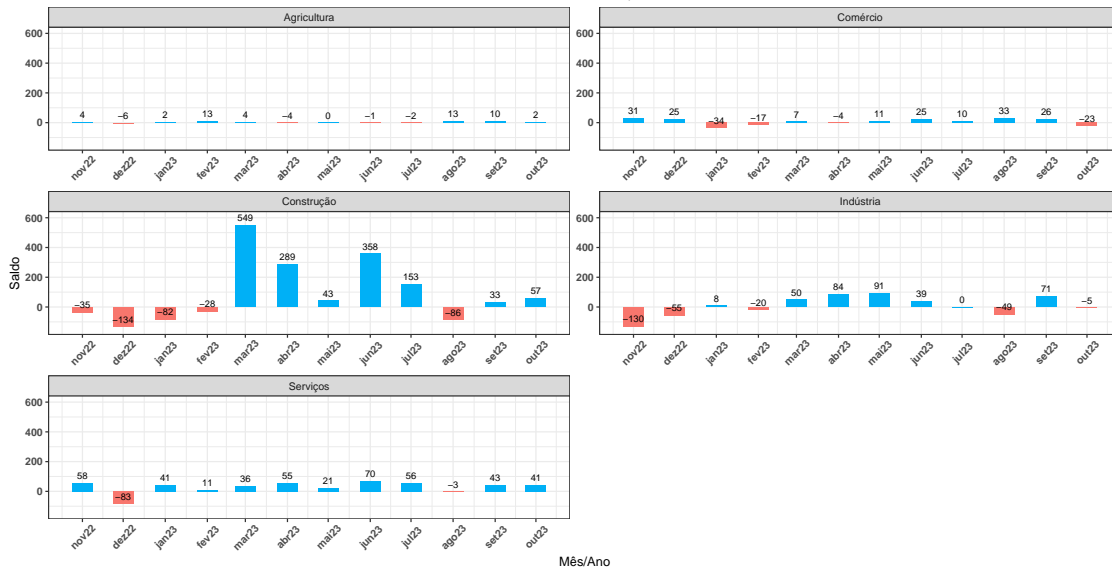 Agricultura
600
400
200
0
4 −6 2 13 4 −4 0 −1 −2 13 10 2
nov22 dez22 jan23 fev23 mar23 abr23 mai23 jun23 jul23 ago23 set23 out23
Comércio
600
400
200
0
31 25 −34 −17 7 −4 11 25 10 33 26 −23
nov22 dez22 jan23 fev23 mar23 abr23 mai23 jun23 jul23 ago23 set23 out23
Saldo
Construção
600
400
200
0
−35 −134 −82 −28 549 289 43 358 153 −86 33 57
nov22 dez22 jan23 fev23 mar23 abr23 mai23 jun23 jul23 ago23 set23 out23
Indústria
600
400
200
0
−130 −55 8 −20 50 84 91 39 0 −49 71 −5
nov22 dez22 jan23 fev23 mar23 abr23 mai23 jun23 jul23 ago23 set23 out23
Serviços
600
400
200
0
58 −83 41 11 36 55 21 70 56 −3 43 41
nov22 dez22 jan23 fev23 mar23 abr23 mai23 jun23 jul23 ago23 set23 out23
Mês/Ano